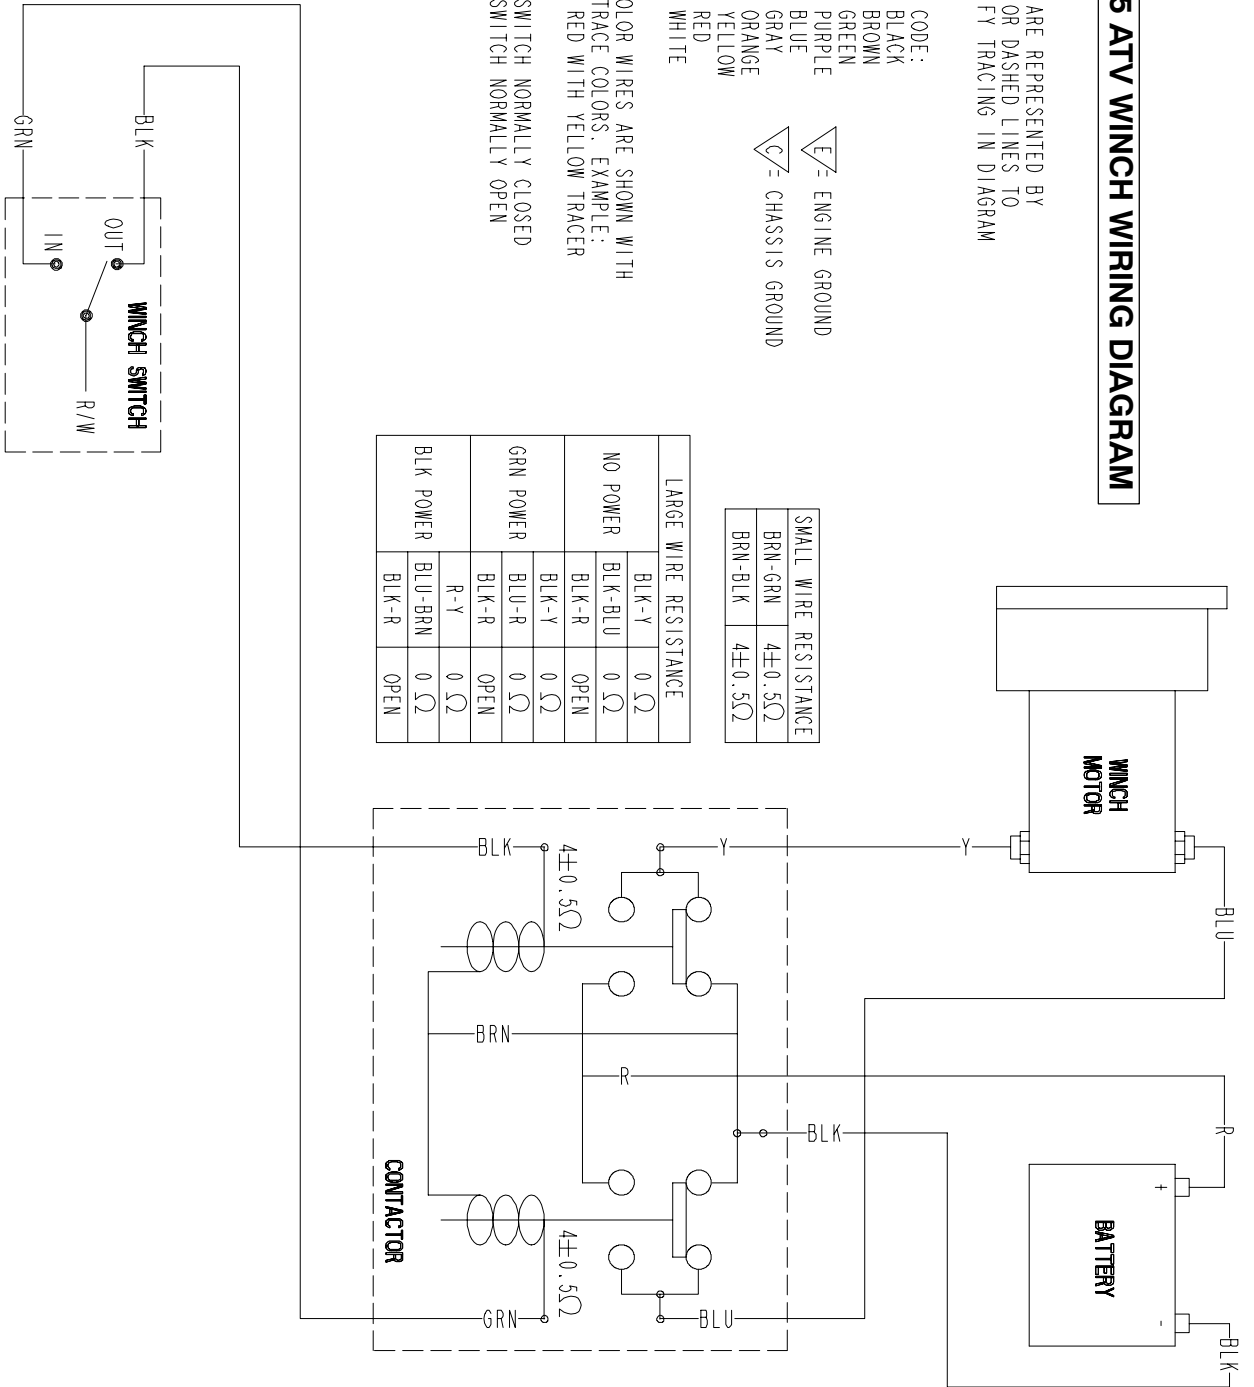 5 ATV WINCH WIRING DIAGRAM
ARE REPRESENTED BY
OR DASHED LINES TO
FY TRACING IN DIAGRAM
CODE:
BLACK
BROWN
GREEN
PURPLE
BLUE
GRAY
ORANGE
YELLOW
RED
WHITE
E = ENGINE GROUND
C = CHASSIS GROUND
OLOR WIRES ARE SHOWN WITH
TRACE COLORS. EXAMPLE:
RED WITH YELLOW TRACER
SWITCH NORMALLY CLOSED
SWITCH NORMALLY OPEN
SMALL WIRE RESISTANCE
BRN-GRN 4±0.5Ω
BRN-BLK 4±0.5Ω
LARGE WIRE RESISTANCE
NO POWER BLK-Y 0 Ω
BLK-BLU 0 Ω
BLK-R OPEN
GRN POWER BLK-Y 0 Ω
BLU-R 0 Ω
BLK-R OPEN
BLK POWER R-Y 0 Ω
BLU-BRN 0 Ω
BLK-R OPEN
WINCH
MOTOR
BLU
Y
R
BATTERY
+
-
BLK
BLK
Y
BLU
R
BRN
4±0.5Ω
4±0.5Ω
BLK
GRN
CONTACTOR
BLK
GRN
OUT
IN
WINCH SWITCH
R/W